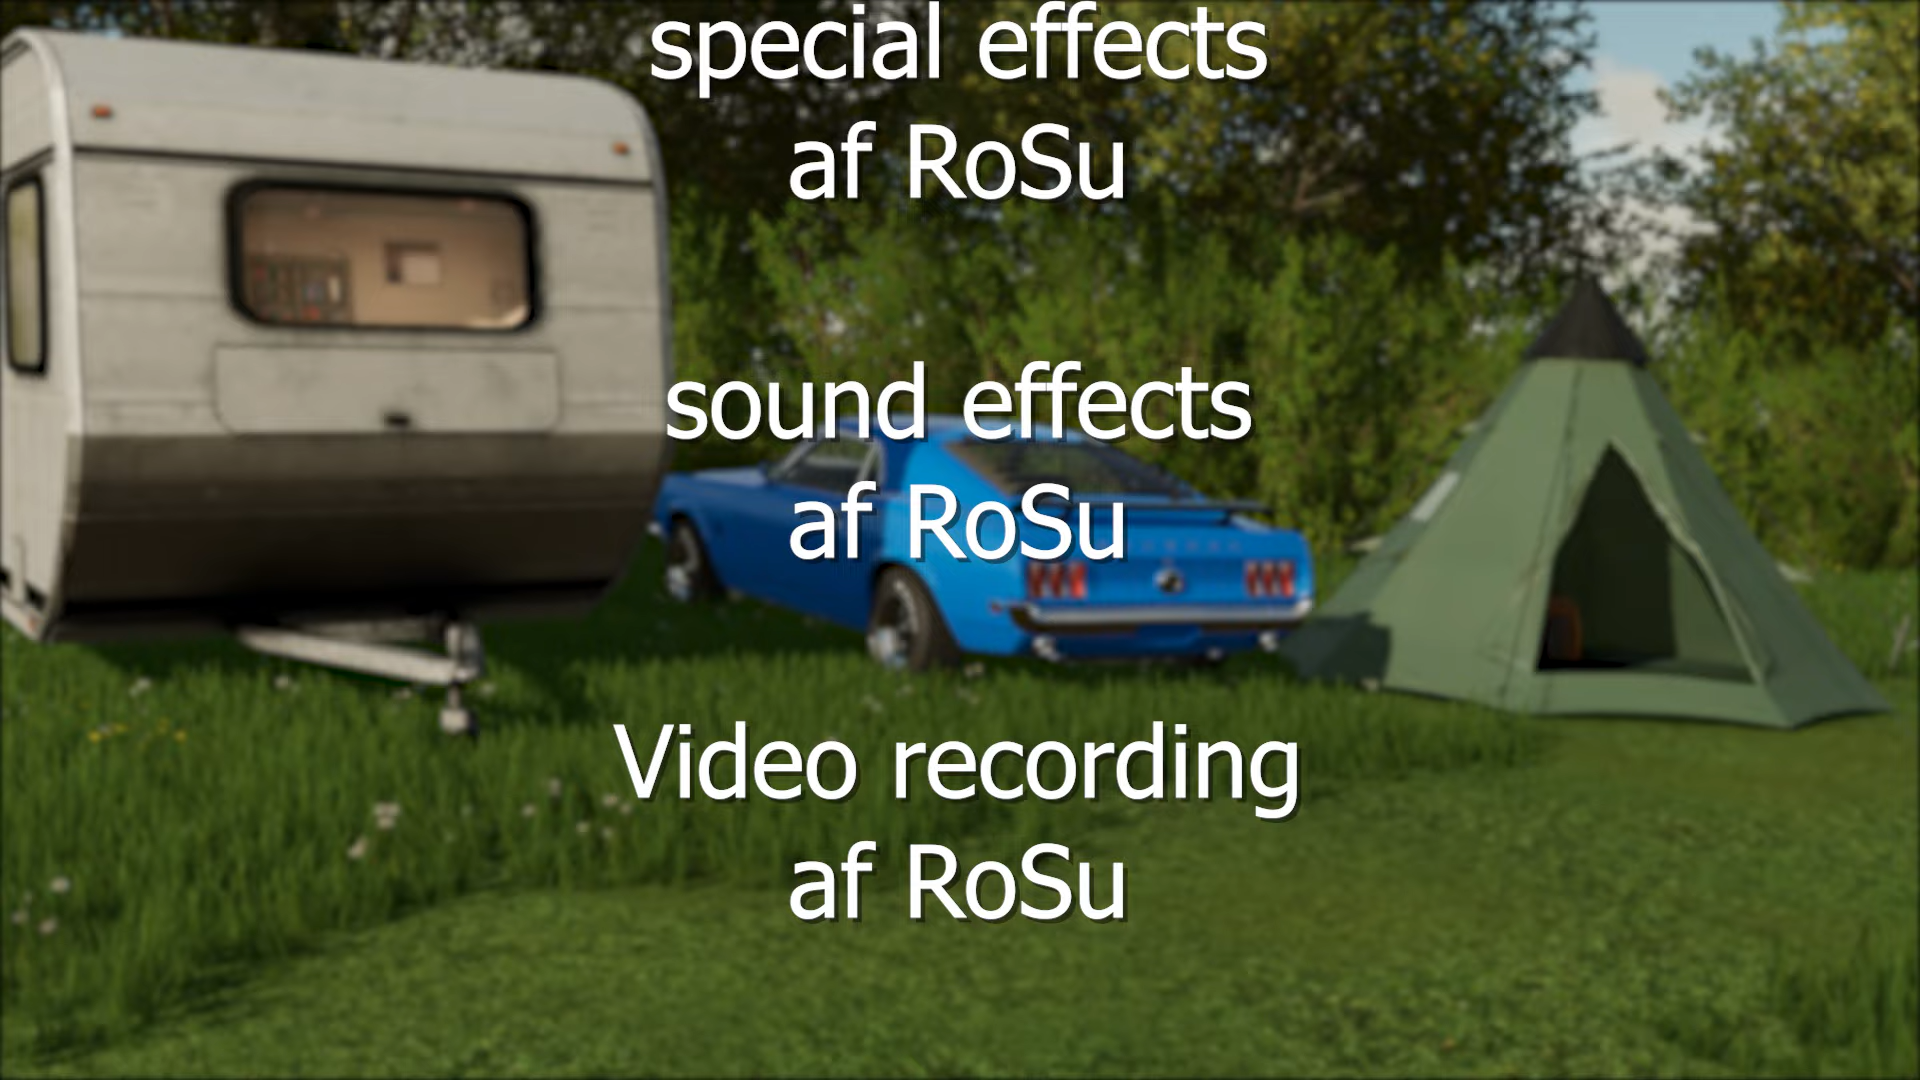 special effects
af RoSu
sound effects
af RoSu
Video recording
af RoSu